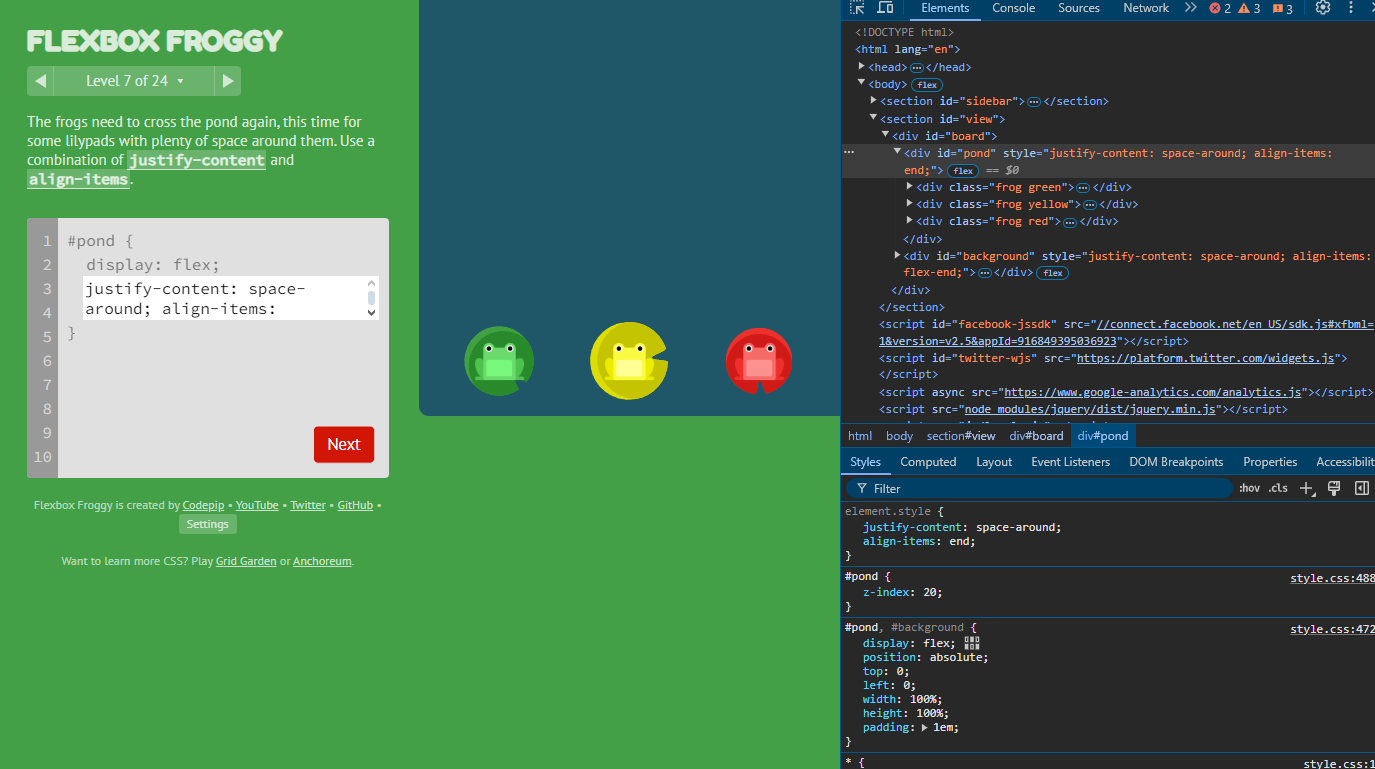 FLEXBOX FROGGY
Level 7 of 24
The frogs need to cross the pond again, this time for
some lilypads with plenty of space around them. Use a
combination of justify-content and
align-items.
1 #pond {
2 display: flex;
3 justify-content: space-
4 around; align-items:
5 }
6
7
8
9
10
Next
Flexbox Froggy is created by Codepip • YouTube • Twitter • GitHub •
Settings
Want to learn more CSS? Play Grid Garden or Anchoreum.
Elements Console Sources Network 2 3 3
<!DOCTYPE html>
<html lang="en">
<head> … </head>
<body> flex
<section id="sidebar"> … </section>
<section id="view">
<div id="board">
… <div id="pond" style="justify-content: space-around; align-items:
end;"> flex == $0
<div class="frog green"> … </div>
<div class="frog yellow"> … </div>
<div class="frog red"> … </div>
</div>
<div id="background" style="justify-content: space-around; align-items:
flex-end;"> … </div> flex
</div>
</section>
<script id="facebook-jssdk" src="//connect.facebook.net/en_US/sdk.js#xfbml=
1&version=v2.5&appId=916849395036923"></script>
<script id="twitter-wjs" src="https://platform.twitter.com/widgets.js">
</script>
<script async src="https://www.google-analytics.com/analytics.js"></script>
<script src="node_modules/jquery/dist/jquery.min.js"></script>
html body section#view div#board div#pond
Styles Computed Layout Event Listeners DOM Breakpoints Properties Accessibilit
Filter :hov .cls
element.style {
justify-content: space-around;
align-items: end;
}
#pond { style.css:488
z-index: 20;
}
#pond, #background { style.css:472
display: flex;
position: absolute;
top: 0;
left: 0;
width: 100%;
height: 100%;
padding: 1em;
}
* { style.css:1